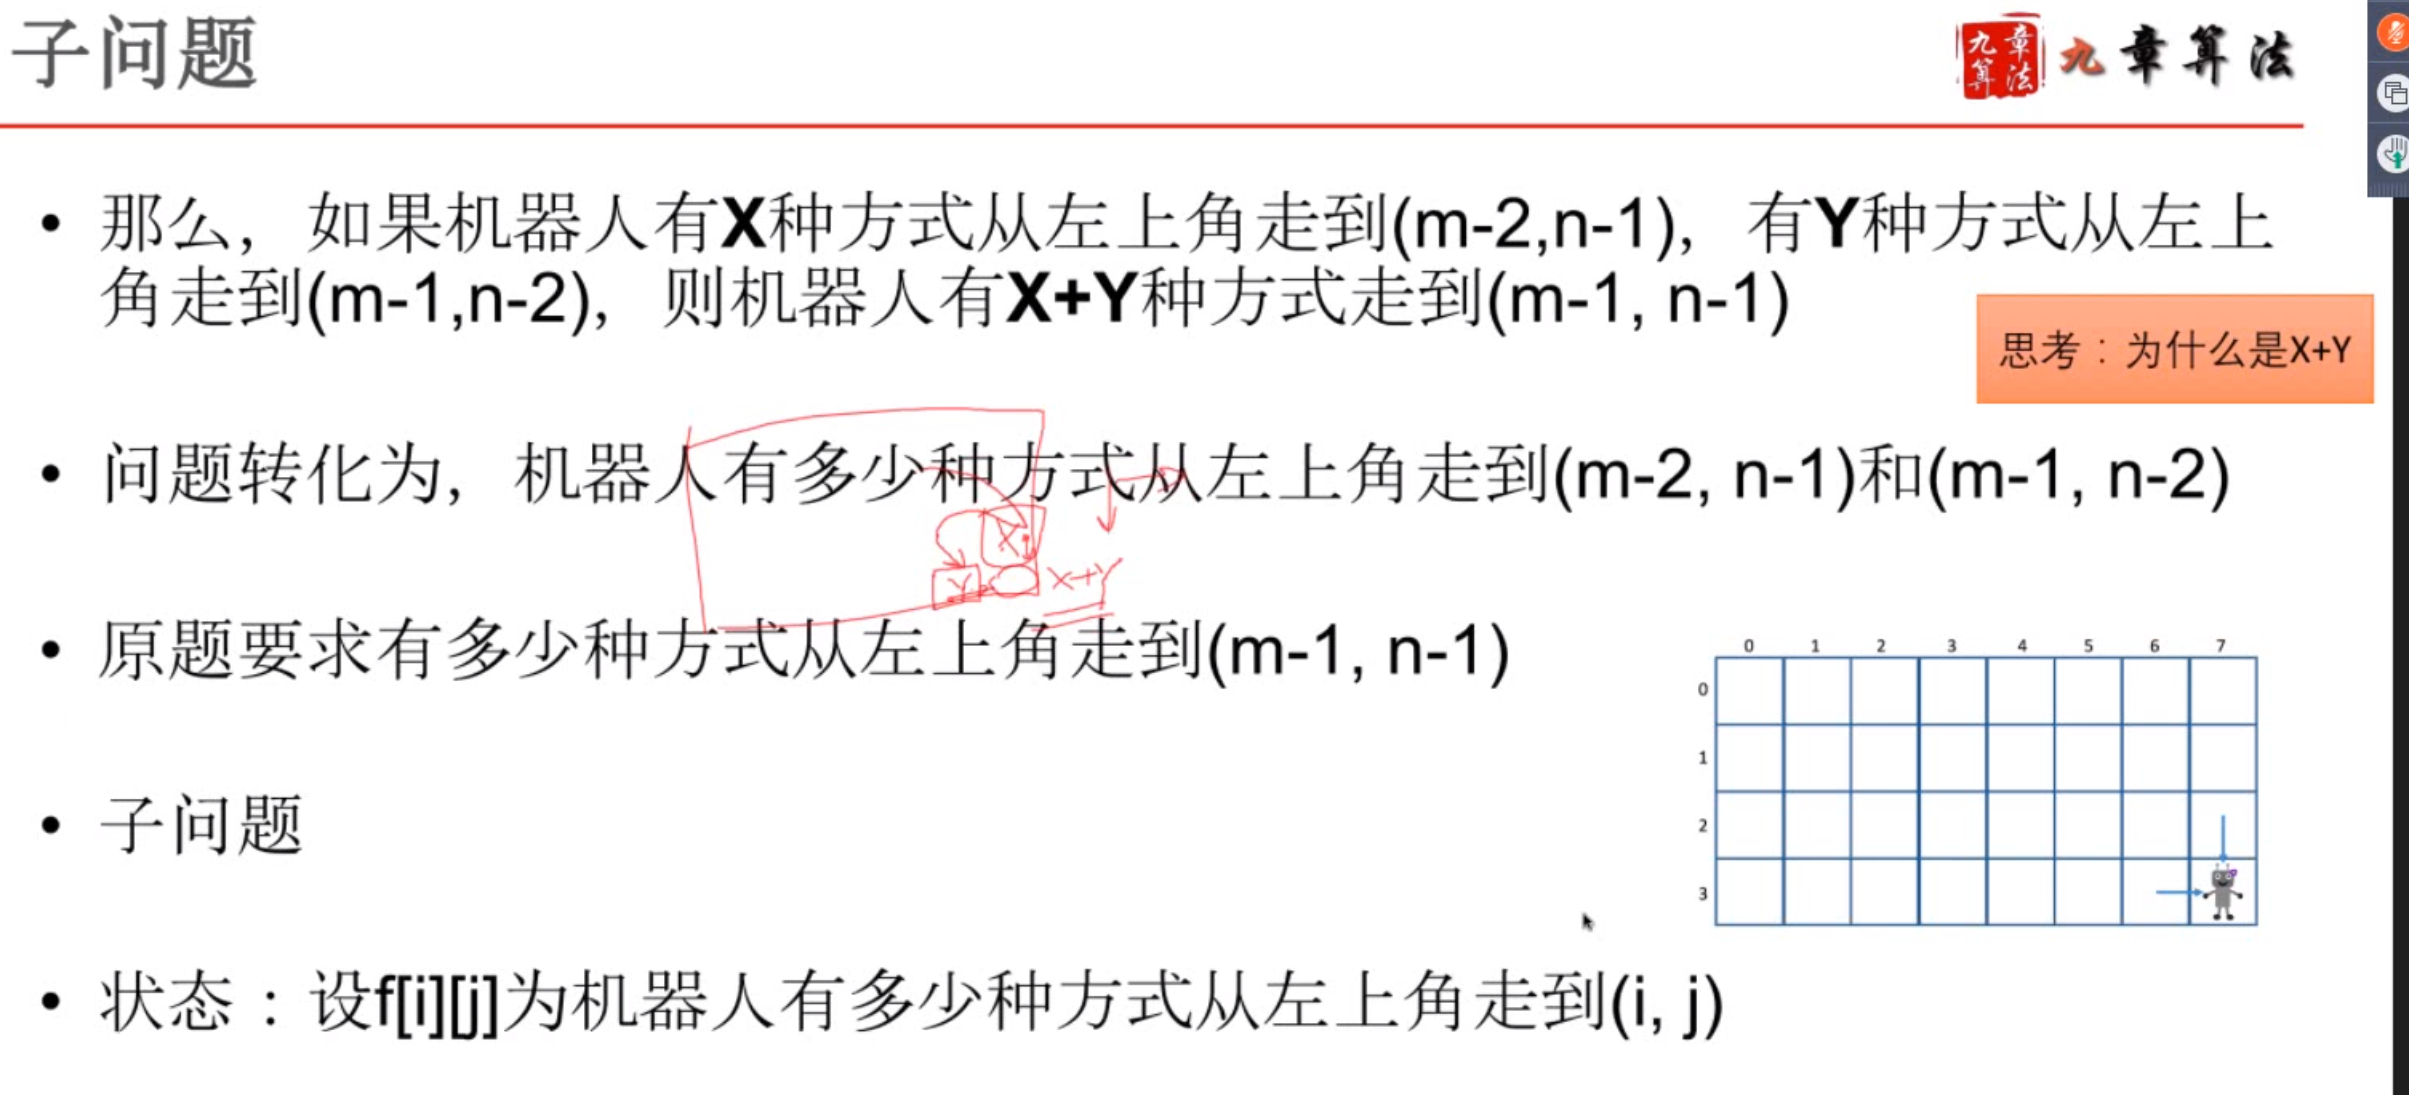 子问题
九章算法
九章算法
• 那么，如果机器人有X种方式从左上角走到(m-2,n-1)，有Y种方式从左上
角走到(m-1,n-2)，则机器人有X+Y种方式走到(m-1, n-1)
思考：为什么是X+Y
• 问题转化为，机器人有多少种方式从左上角走到(m-2, n-1)和(m-1, n-2)
X
Y
X+Y
• 原题要求有多少种方式从左上角走到(m-1, n-1)
0 1 2 3 4 5 6 7
0
1
2
3
• 子问题
• 状态：设f[i][j]为机器人有多少种方式从左上角走到(i, j)